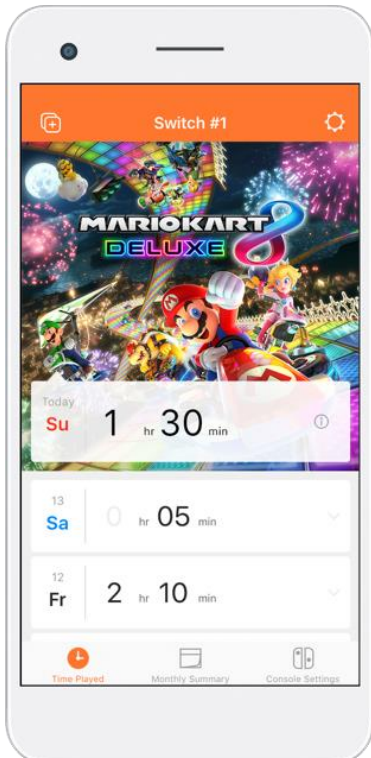 Switch #1
MARIOKART 8
DELUXE
Today
Su 1 hr 30 min
13
Sa 0 hr 05 min
12
Fr 2 hr 10 min
Time Played Monthly Summary Console Settings